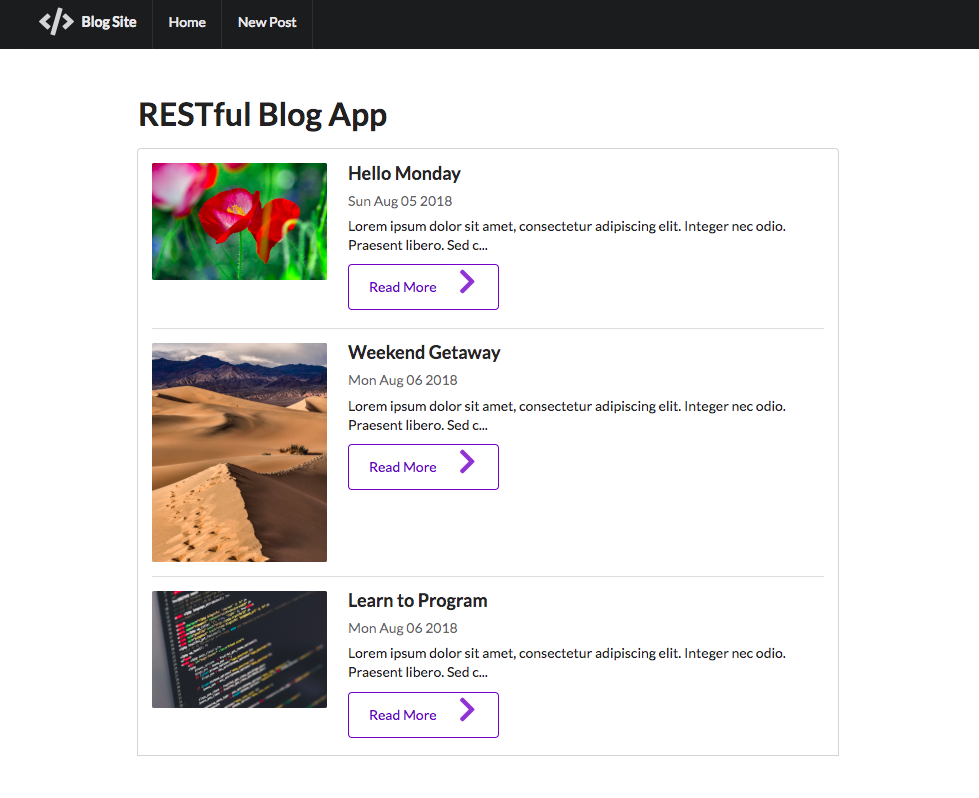 Blog Site Home New Post
RESTful Blog App
Hello Monday
Sun Aug 05 2018
Lorem ipsum dolor sit amet, consectetur adipiscing elit. Integer nec odio.
Praesent libero. Sed c...
Read More
Weekend Getaway
Mon Aug 06 2018
Lorem ipsum dolor sit amet, consectetur adipiscing elit. Integer nec odio.
Praesent libero. Sed c...
Read More
Learn to Program
Mon Aug 06 2018
Lorem ipsum dolor sit amet, consectetur adipiscing elit. Integer nec odio.
Praesent libero. Sed c...
Read More